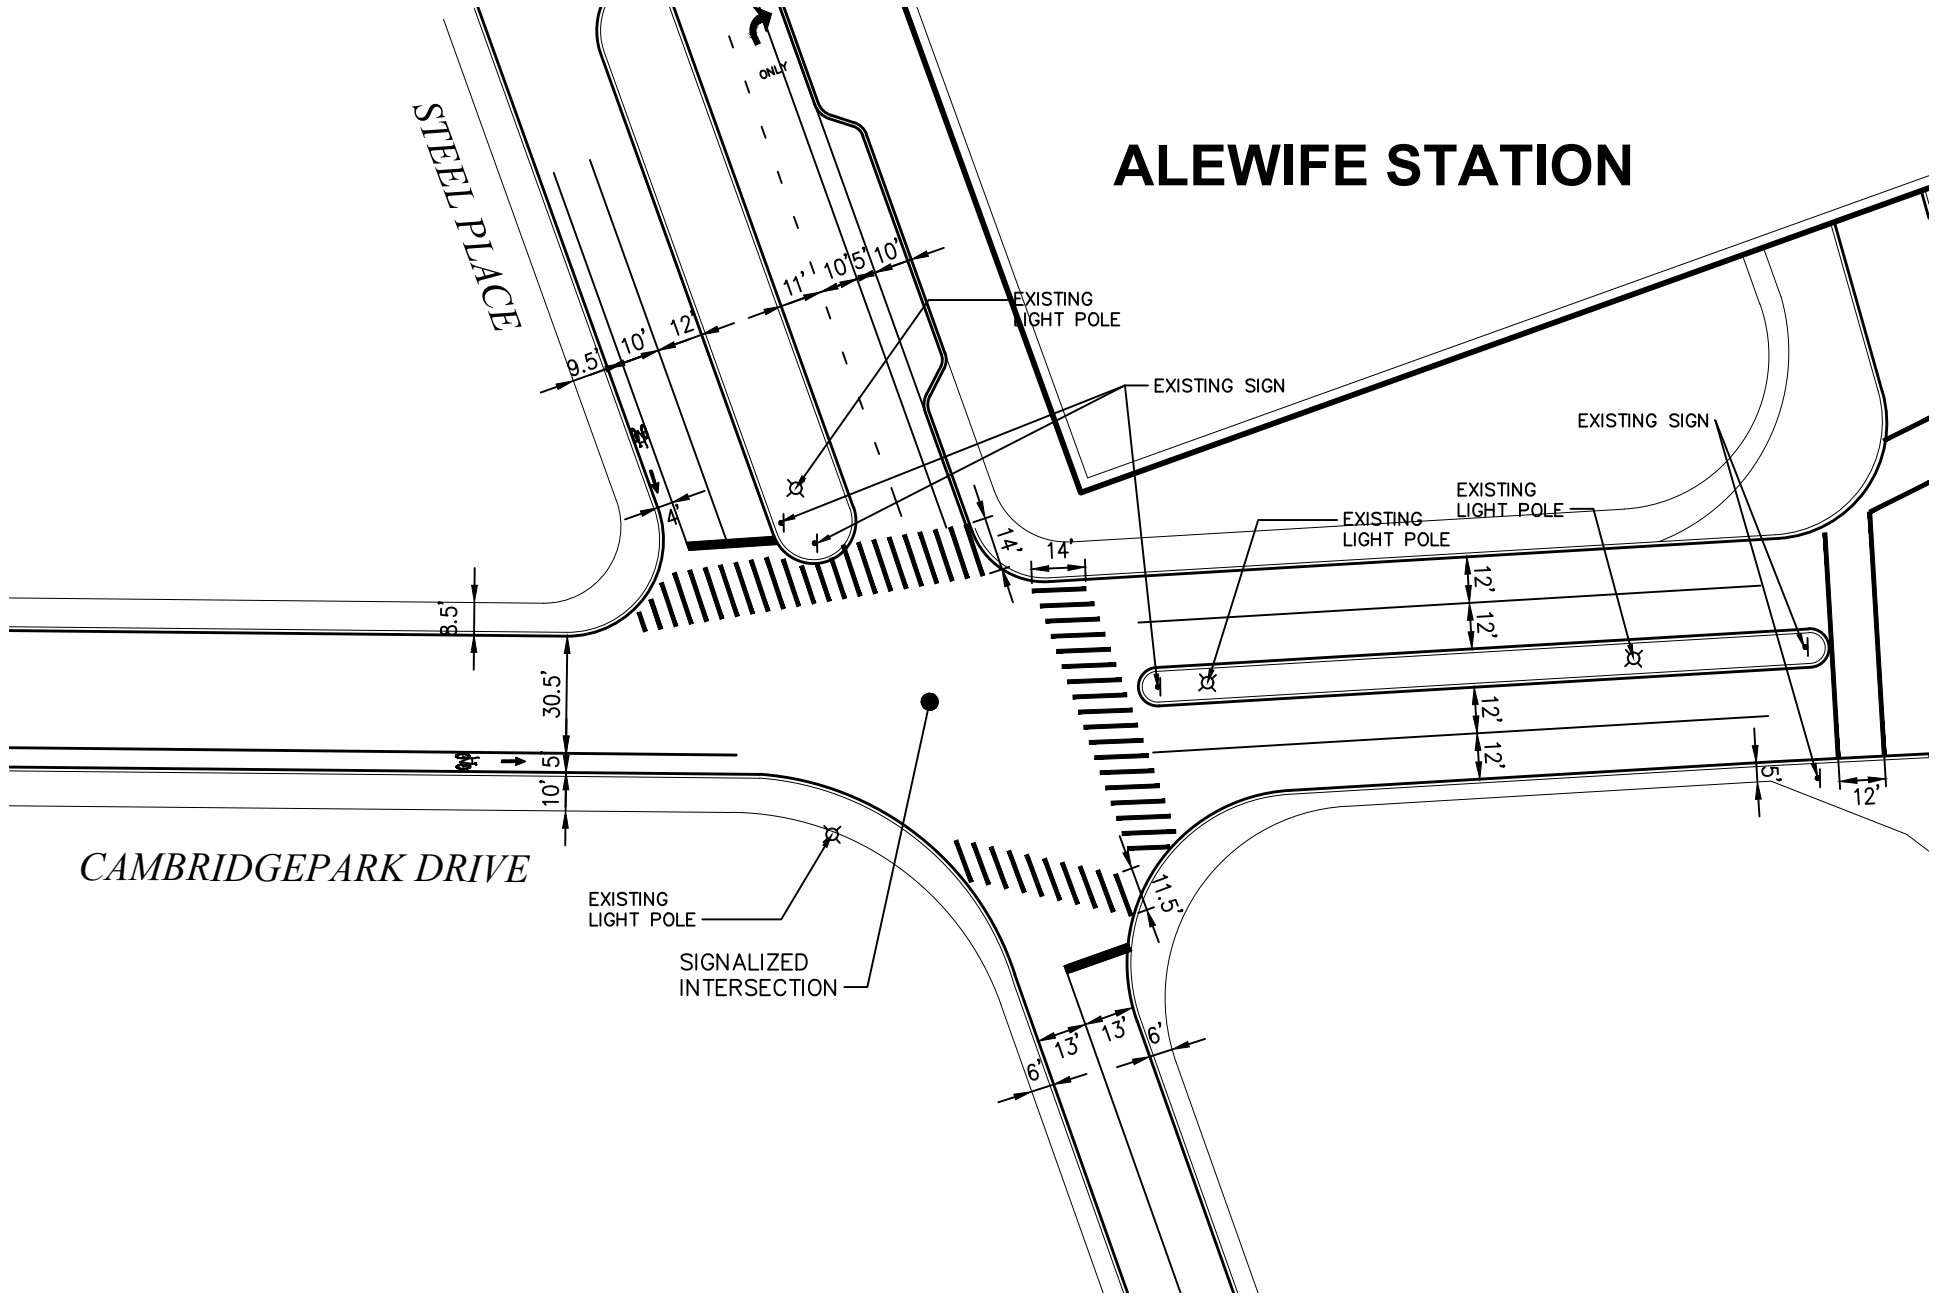 ONLY
STEEL PLACE
ALEWIFE STATION
11'
10'
5'
10'
EXISTING
LIGHT POLE
9.5'
10'
12'
EXISTING SIGN
EXISTING SIGN
EXISTING
LIGHT POLE
EXISTING
LIGHT POLE
4'
14'
14'
12'
12'
8.5'
30.5'
5'
10'
12'
12'
5'
12'
CAMBRIDGEPARK DRIVE
EXISTING
LIGHT POLE
SIGNALIZED
INTERSECTION
11.5'
13'
13'
6'
6'